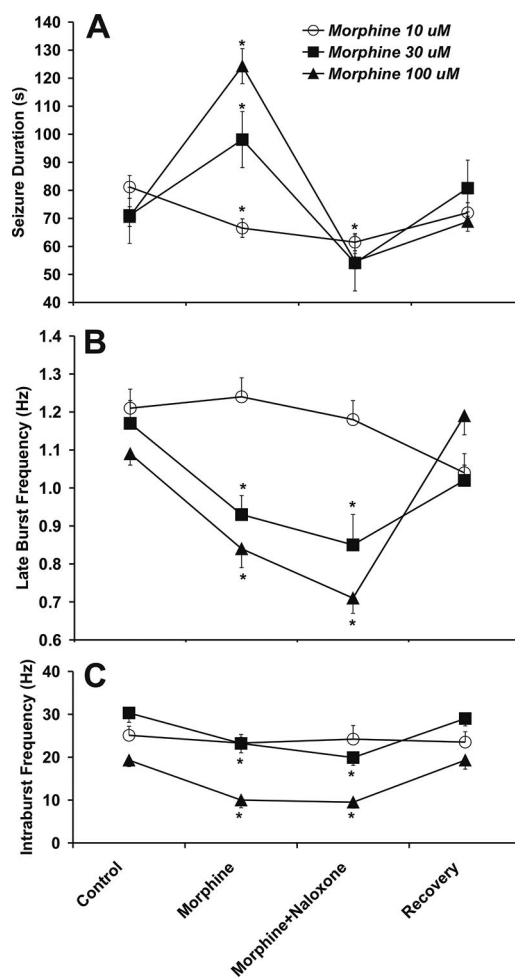 A
Morphine 10 uM
Morphine 30 uM
Morphine 100 uM
Seizure Duration (s)
140
130
120
110
100
90
80
70
60
50
40
*
*
*
*
B
Late Burst Frequency (Hz)
1.4
1.3
1.2
1.1
1.0
0.9
0.8
0.7
0.6
*
*
*
*
C
Intraburst Frequency (Hz)
40
30
20
10
0
*
*
*
*
Control
Morphine
Morphine+Naloxone
Recovery